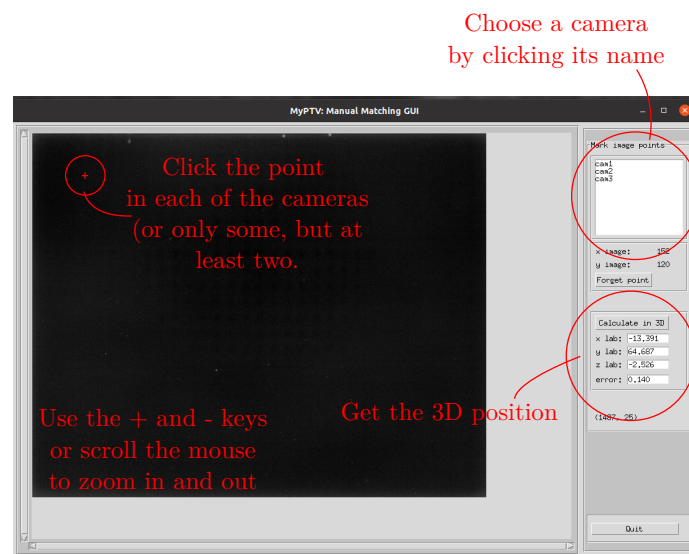 Choose a camera
by clicking its name
MyPTV: Manual Matching GUI
Mark image points
cam1
cam2
cam3
Click the point
in each of the cameras
(or only some, but at
least two.
x image: 152
y image: 120
Forget point
Calculate in 3D
x lab: -13.391
y lab: 64.687
z lab: -2.526
error: 0.140
Get the 3D position
(1487, 25)
Use the + and - keys
or scroll the mouse
to zoom in and out
Quit